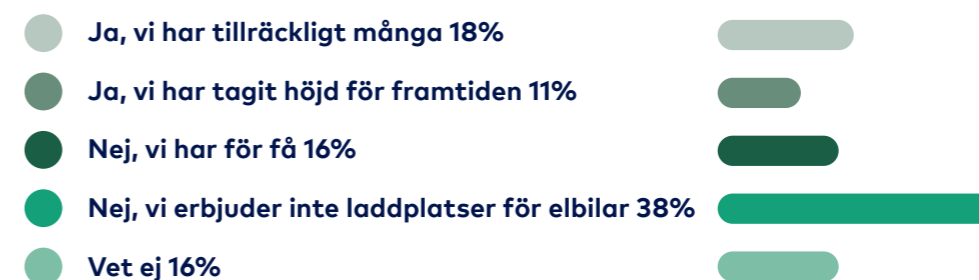 Ja, vi har tillräckligt många 18%
Ja, vi har tagit höjd för framtiden 11%
Nej, vi har för få 16%
Nej, vi erbjuder inte laddplatser för elbilar 38%
Vet ej 16%